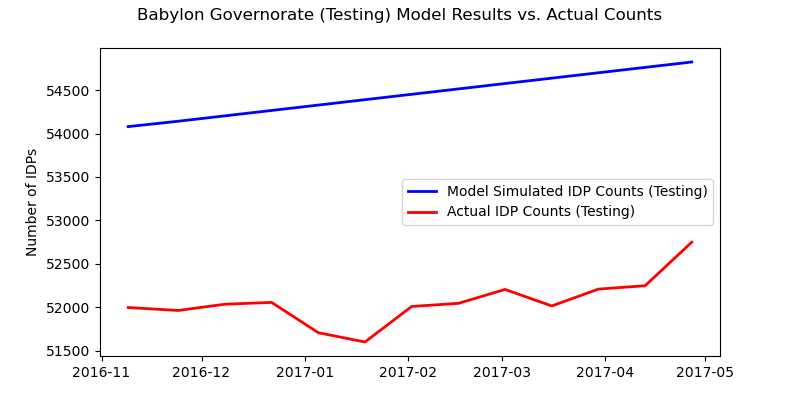 Babylon Governorate (Testing) Model Results vs. Actual Counts
Number of IDPs
54500
54000
53500
53000
52500
52000
51500
Model Simulated IDP Counts (Testing)
Actual IDP Counts (Testing)
2016-11 2016-12 2017-01 2017-02 2017-03 2017-04 2017-05